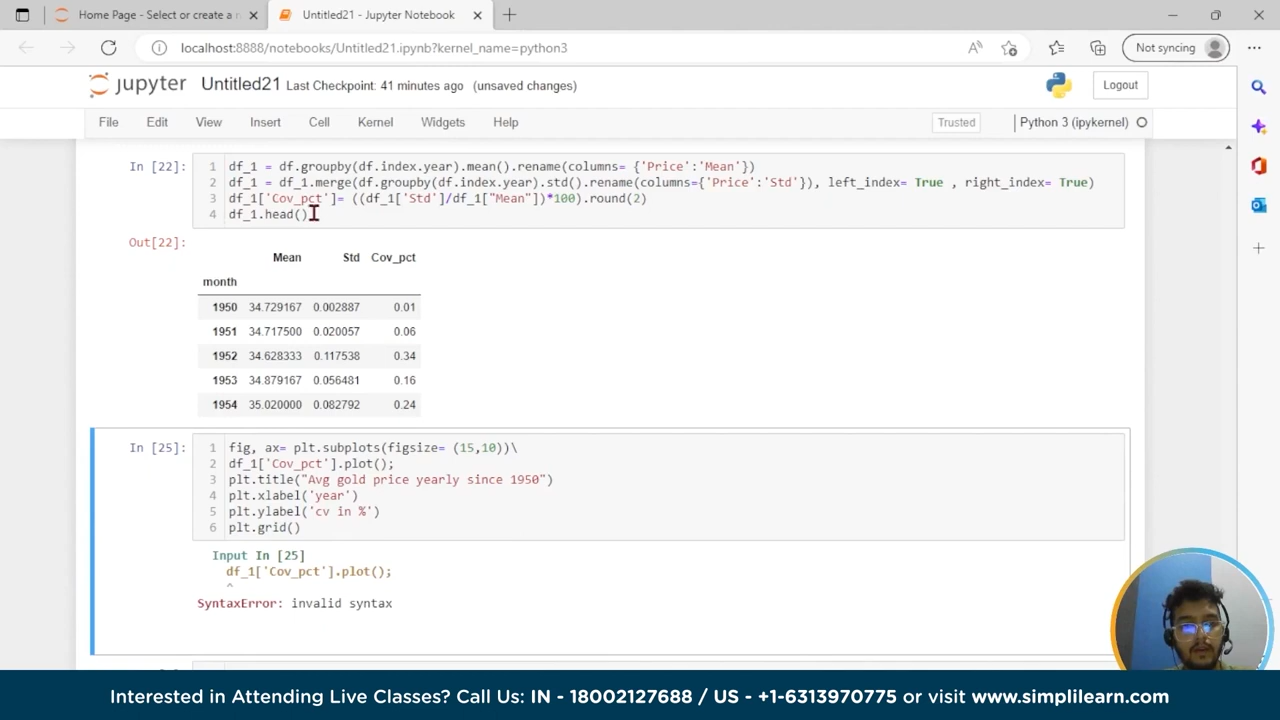 Home Page - Select or create a n
Untitled21 - Jupyter Notebook
localhost:8888/notebooks/Untitled21.ipynb?kernel_name=python3
Not syncing
jupyter Untitled21 Last Checkpoint: 41 minutes ago (unsaved changes)
Logout
File Edit View Insert Cell Kernel Widgets Help
Trusted
Python 3 (ipykernel)
In [22]:
1 df_1 = df.groupby(df.index.year).mean().rename(columns= {'Price':'Mean'})
2 df_1 = df_1.merge(df.groupby(df.index.year).std().rename(columns={'Price':'Std'}), left_index= True , right_index= True)
3 df_1['Cov_pct']= ((df_1['Std']/df_1["Mean"])*100).round(2)
4 df_1.head()
Out[22]:
Mean Std Cov_pct
month
1950 34.729167 0.002887 0.01
1951 34.717500 0.020057 0.06
1952 34.628333 0.117538 0.34
1953 34.879167 0.056481 0.16
1954 35.020000 0.082792 0.24
In [25]:
1 fig, ax= plt.subplots(figsize= (15,10))\
2 df_1['Cov_pct'].plot();
3 plt.title("Avg gold price yearly since 1950")
4 plt.xlabel('year')
5 plt.ylabel('cv in %')
6 plt.grid()
Input In [25]
df_1['Cov_pct'].plot();
^
SyntaxError: invalid syntax
Interested in Attending Live Classes? Call Us: IN - 18002127688 / US - +1-6313970775 or visit www.simplilearn.com